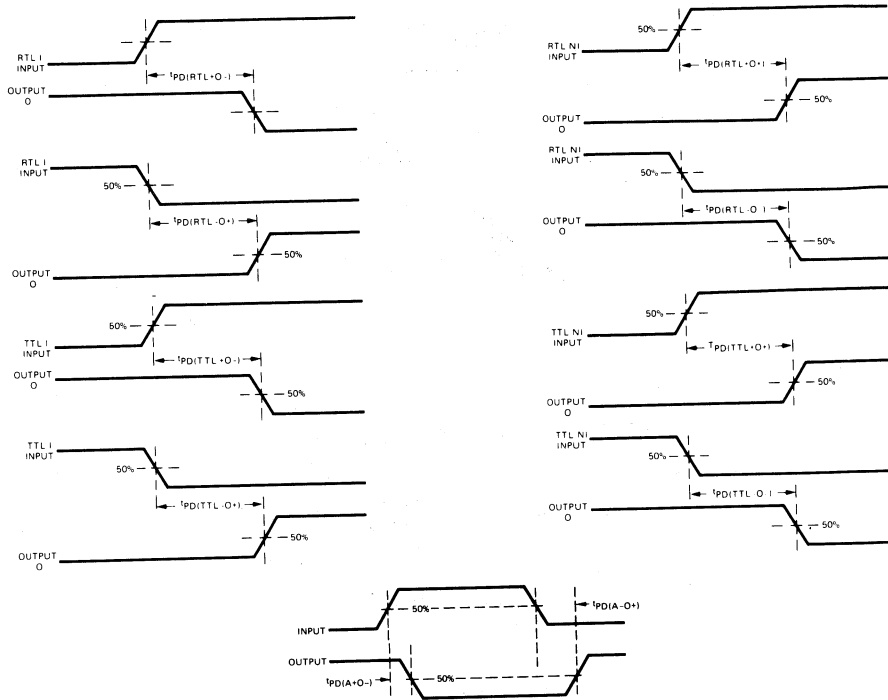 RTL I
INPUT
tPD(RTL+O-)
OUTPUT
O
RTL I
INPUT
50%
tPD(RTL-O+)
50%
OUTPUT
O
50%
TTL I
INPUT
tPD(TTL+O-)
OUTPUT
O
50%
TTL I
INPUT
50%
tPD(TTL-O+)
50%
OUTPUT
O
50%
RTL NI
INPUT
tPD(RTL+O+)
50%
OUTPUT
O
RTL NI
INPUT
50%
tPD(RTL-O-)
OUTPUT
O
50%
50%
TTL NI
INPUT
TPD(TTL+O+)
50%
OUTPUT
O
TTL NI
INPUT
50%
tPD(TTL-O-)
OUTPUT
O
50%
50%
tPD(A-O+)
INPUT
OUTPUT
tPD(A+O-)
50%